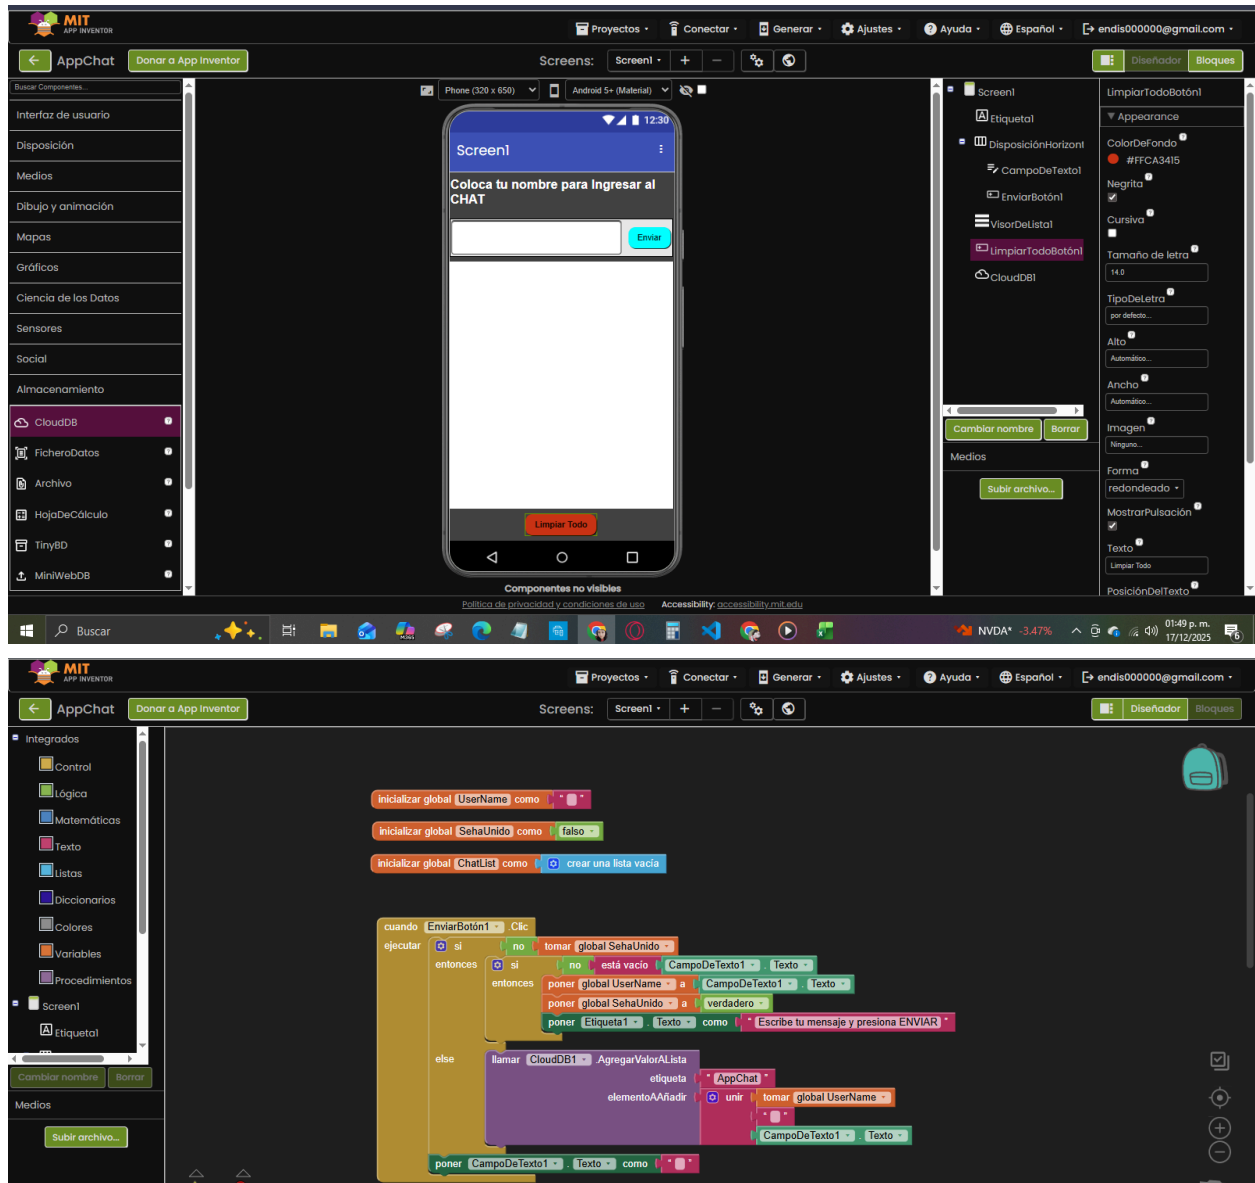 MIT
APP INVENTOR
Proyectos
Conectar
Generar
Ajustes
Ayuda
Español
endis000000@gmail.com
AppChat
Donar a App Inventor
Screens:
Screen1
Diseñador
Bloques
Buscar Componentes...
Interfaz de usuario
Disposición
Medios
Dibujo y animación
Mapas
Gráficos
Ciencia de los Datos
Sensores
Social
Almacenamiento
CloudDB
FicheroDatos
Archivo
HojaDeCálculo
TinyBD
MiniWebDB
Phone (320 x 650)
Android 5+ (Material)
12:30
Screen1
Coloca tu nombre para Ingresar al
CHAT
Enviar
Limpiar Todo
Componentes no visibles
Screen1
Etiqueta1
DisposiciónHorizont
CampoDeTexto1
EnviarBotón1
VisorDeLista1
LimpiarTodoBotón1
CloudDB1
Cambiar nombre
Borrar
Medios
Subir archivo...
LimpiarTodoBotón1
Appearance
ColorDeFondo
#FFCA3415
Negrita
Cursiva
Tamaño de letra
14.0
TipoDeLetra
por defecto...
Alto
Automático...
Ancho
Automático...
Imagen
Ninguno...
Forma
redondeado
MostrarPulsación
Texto
Limpiar Todo
PosiciónDelTexto
Política de privacidad y condiciones de uso
Accessibility: accessibility.mit.edu
Buscar
NVDA* -3.47%
01:49 p. m.
17/12/2025
6
MIT
APP INVENTOR
Proyectos
Conectar
Generar
Ajustes
Ayuda
Español
endis000000@gmail.com
AppChat
Donar a App Inventor
Screens:
Screen1
Diseñador
Bloques
Integrados
Control
Lógica
Matemáticas
Texto
Listas
Diccionarios
Colores
Variables
Procedimientos
Screen1
Etiqueta1
Cambiar nombre
Borrar
Medios
Subir archivo...
inicializar global UserName como " "
inicializar global SehaUnido como falso
inicializar global ChatList como crear una lista vacía
cuando EnviarBotón1 .Clic
ejecutar si no tomar global SehaUnido
entonces si no está vacío CampoDeTexto1 . Texto
entonces poner global UserName a CampoDeTexto1 . Texto
poner global SehaUnido a verdadero
poner Etiqueta1 . Texto como " Escribe tu mensaje y presiona ENVIAR "
else llamar CloudDB1 .AgregarValorALista
etiqueta " AppChat "
elementoAAñadir unir tomar global UserName
" "
CampoDeTexto1 . Texto
poner CampoDeTexto1 . Texto como " "